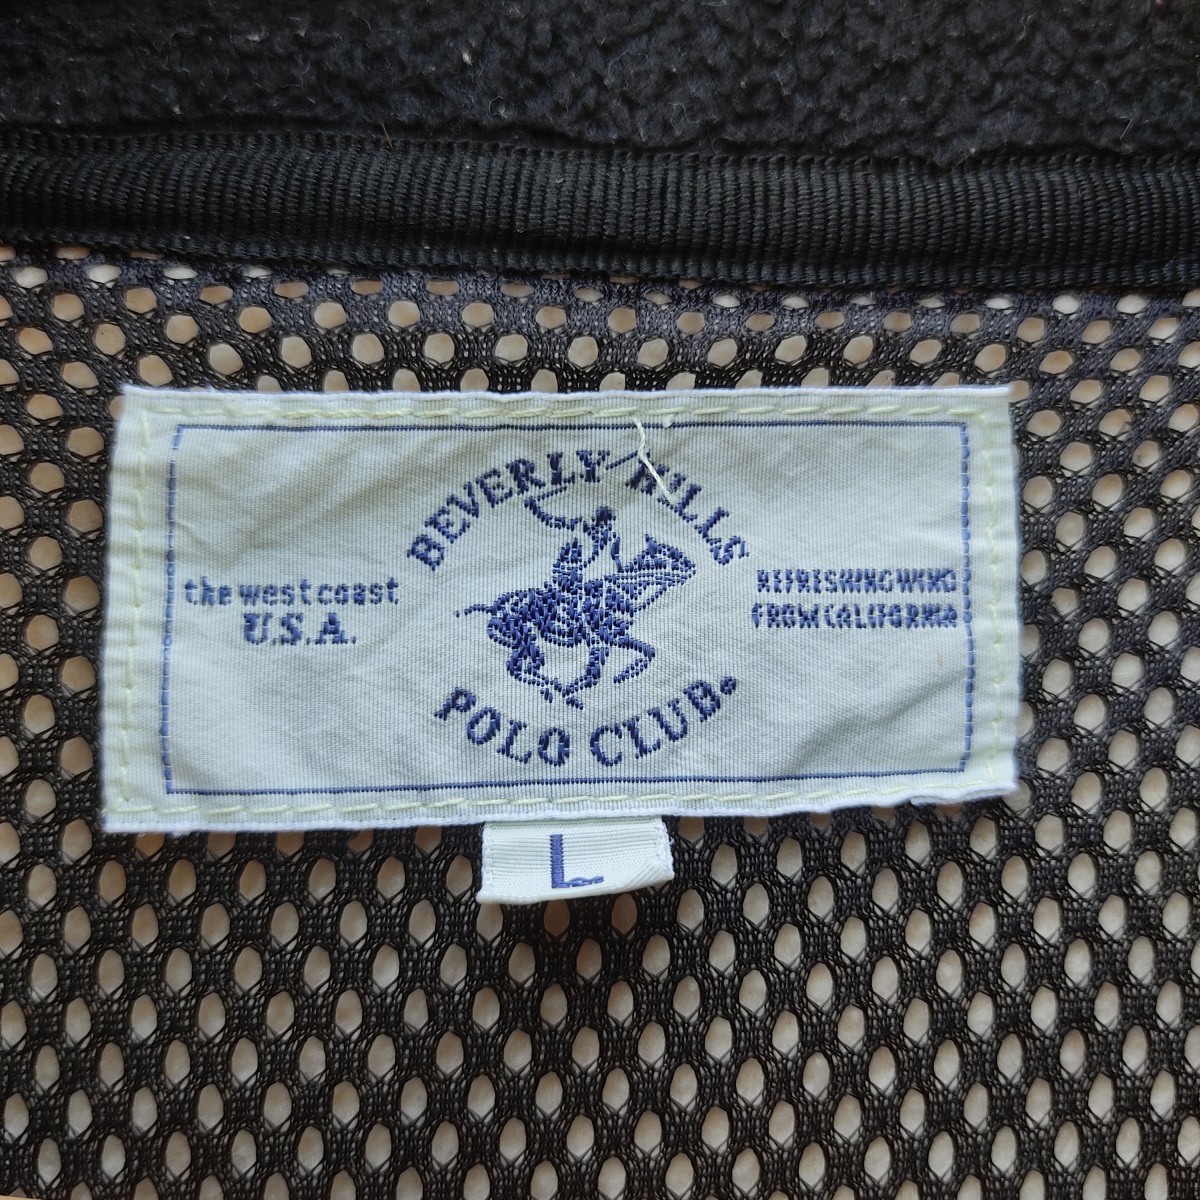 BEVERLY HILLS
the west coast
U.S.A.
REFRESHING WIND
FROM CALIFORNIA
POLO CLUB.
L